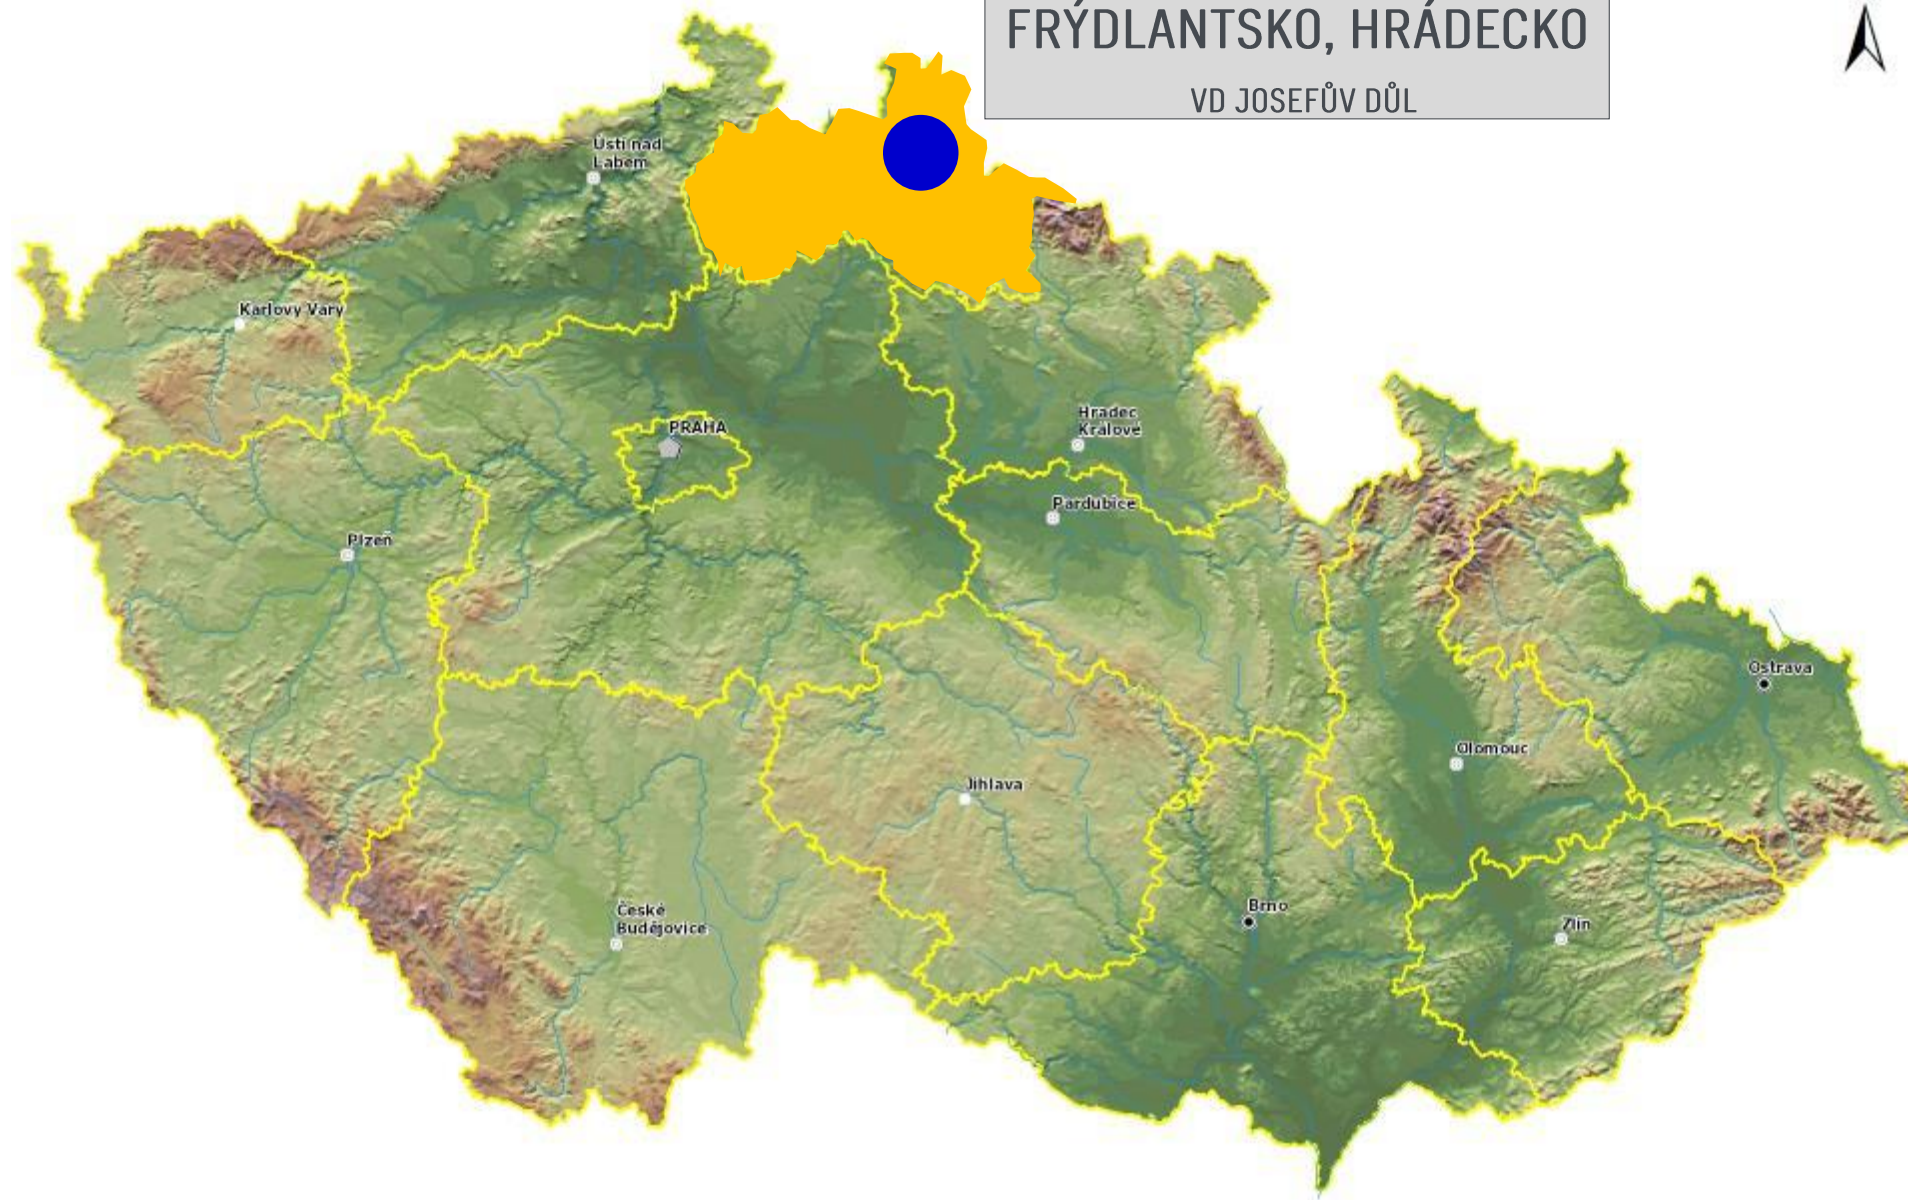 FRÝDLANTSKO, HRÁDECKO
VD JOSEFŮV DŮL
Ústí nad
Labem
Karlovy Vary
PRAHA
Hradec
Králové
Pardubice
Plzeň
Ostrava
Olomouc
Jihlava
České
Budějovice
Brno
Zlín